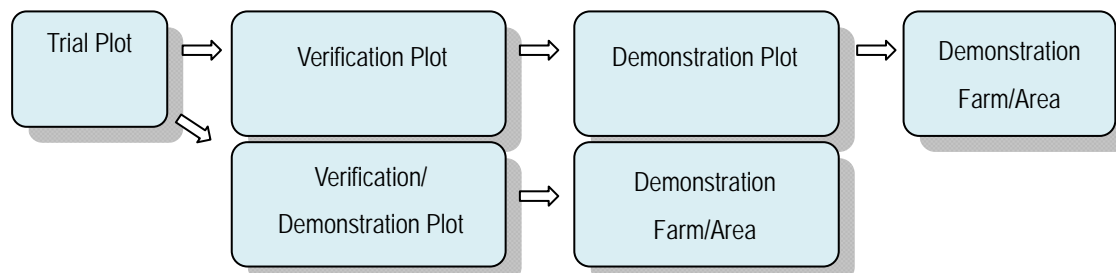 Trial Plot
Verification Plot
Demonstration Plot
Demonstration
Farm/Area
Verification/
Demonstration Plot
Demonstration
Farm/Area